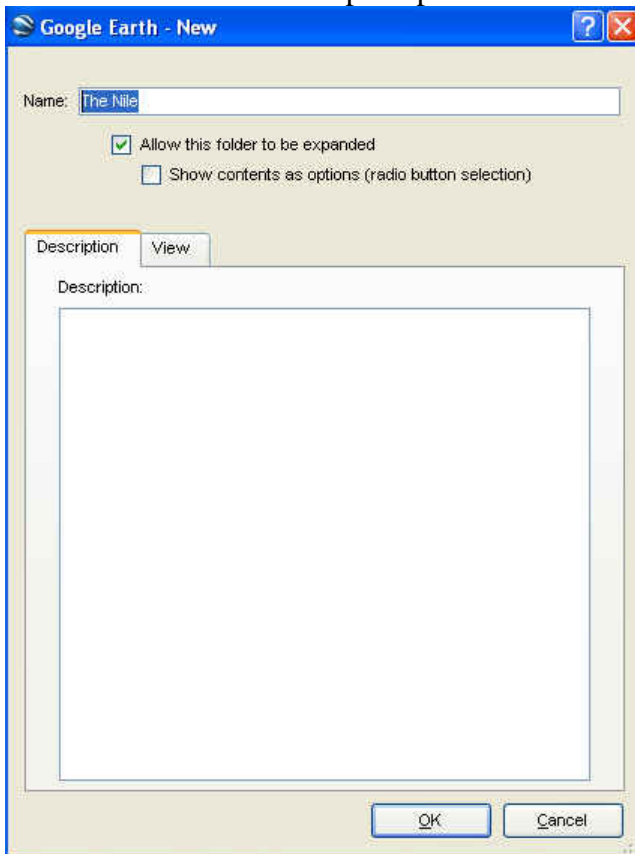 Google Earth - New
Name: The Nile
Allow this folder to be expanded
Show contents as options (radio button selection)
Description View
Description:
OK Cancel